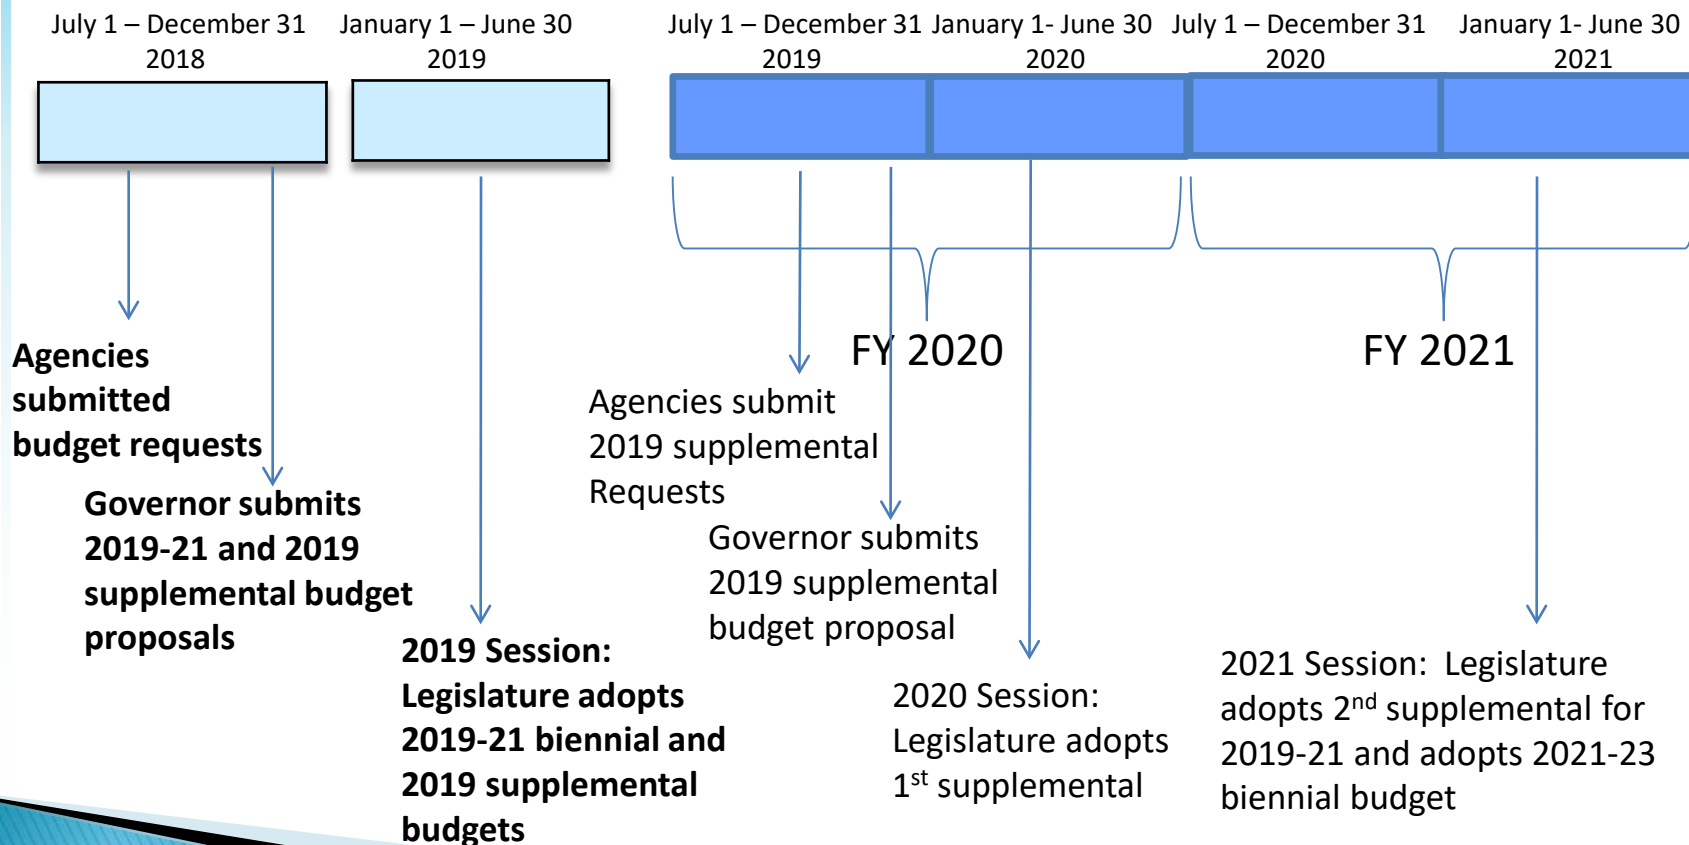 July 1 – December 31
2018
January 1 – June 30
2019
July 1 – December 31
2019
January 1- June 30
2020
July 1 – December 31
2020
January 1- June 30
2021
FY 2020
FY 2021
Agencies
submitted
budget requests
Governor submits
2019-21 and 2019
supplemental budget
proposals
2019 Session:
Legislature adopts
2019-21 biennial and
2019 supplemental
budgets
Agencies submit
2019 supplemental
Requests
Governor submits
2019 supplemental
budget proposal
2020 Session:
Legislature adopts
1st supplemental
2021 Session:  Legislature
adopts 2nd supplemental for
2019-21 and adopts 2021-23
biennial budget